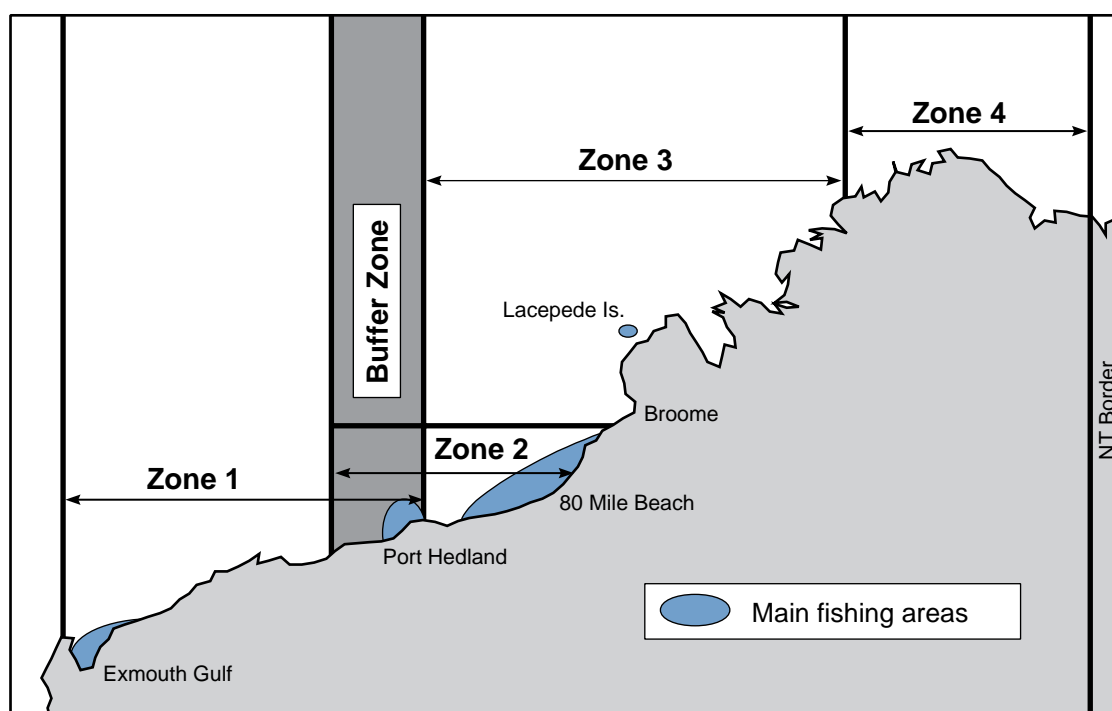 Zone 4
Zone 3
Buffer Zone
Lacepede Is.
Broome
NT Border
Zone 2
Zone 1
80 Mile Beach
Port Hedland
Main fishing areas
Exmouth Gulf